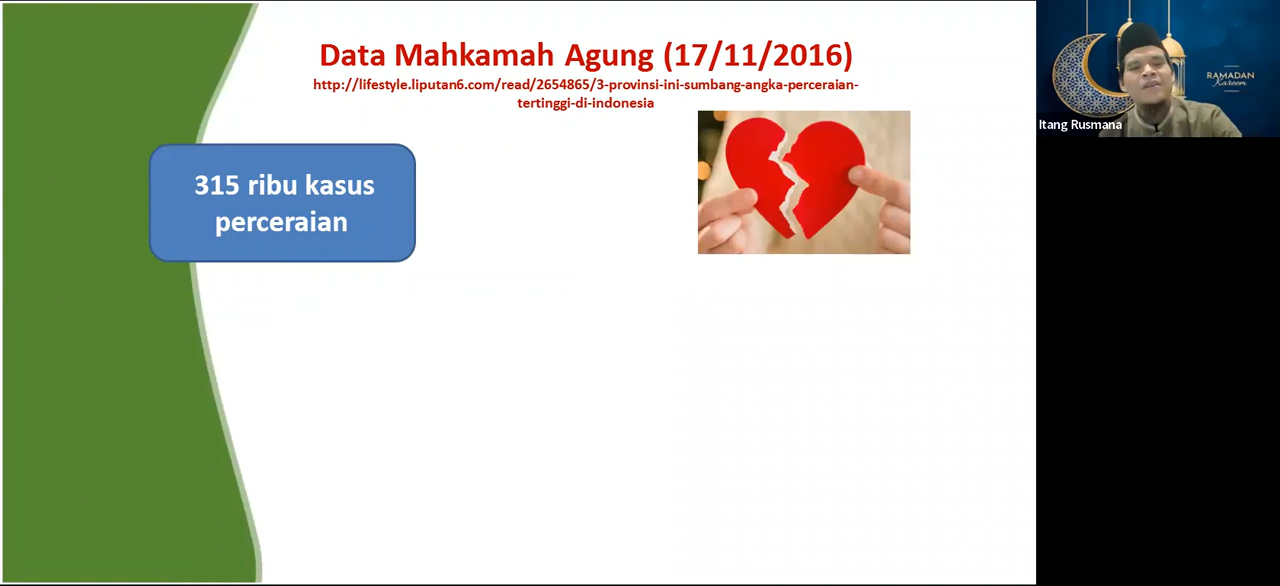 Data Mahkamah Agung (17/11/2016)
http://lifestyle.liputan6.com/read/2654865/3-provinsi-ini-sumbang-angka-perceraian-
tertinggi-di-indonesia
315 ribu kasus
perceraian
RAMADAN
Kareem
Itang Rusmana